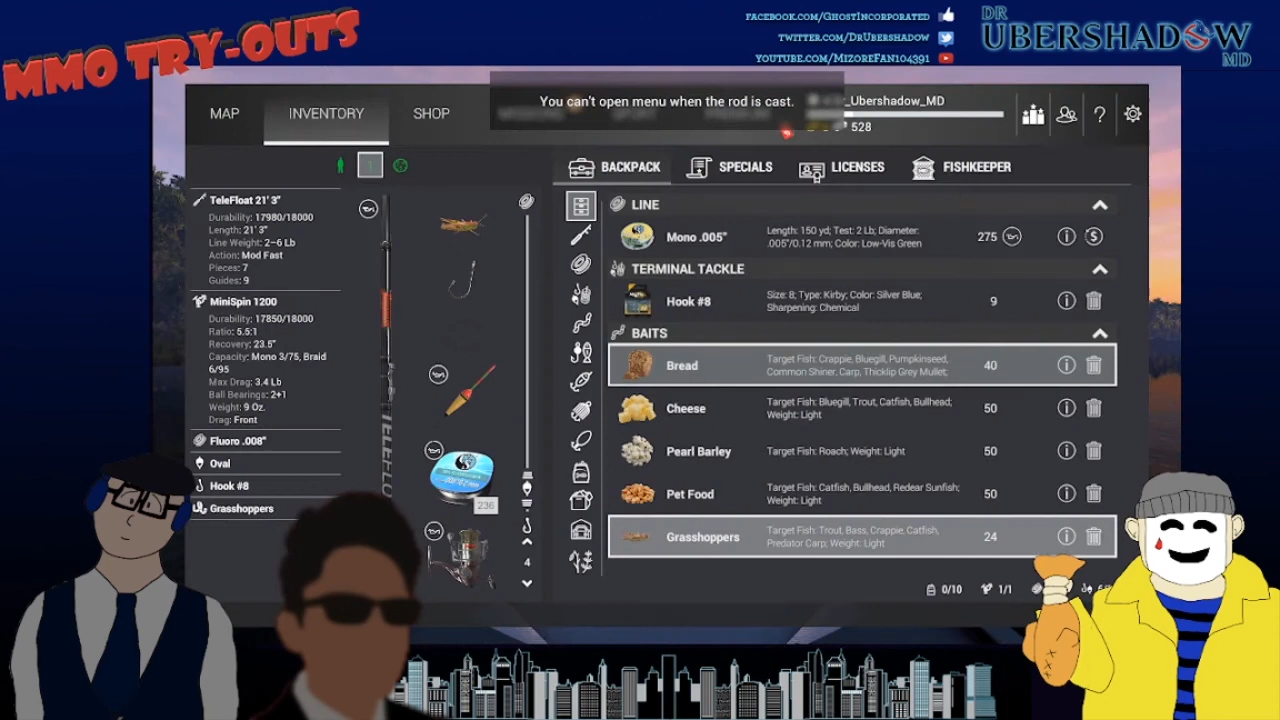 MMO TRY-OUTS
FACEBOOK.COM/GHOSTINCORPORATED
TWITTER.COM/DRUBERSHADOW
YOUTUBE.COM/MIZOREFAN104391
DR
UBERSHADOW
MD
MAP
INVENTORY
SHOP
You can't open menu when the rod is cast.
_Ubershadow_MD
528
?
1
BACKPACK
SPECIALS
LICENSES
FISHKEEPER
TeleFloat 21' 3"
Durability: 17980/18000
Length: 21' 3"
Line Weight: 2–6 Lb
Action: Mod Fast
Pieces: 7
Guides: 9
MiniSpin 1200
Durability: 17850/18000
Ratio: 5.5:1
Recovery: 23.5"
Capacity: Mono 3/75, Braid
6/95
Max Drag: 3.4 Lb
Ball Bearings: 2+1
Weight: 9 Oz.
Drag: Front
Fluoro .008"
Oval
Hook #8
Grasshoppers
236
4
LINE
Mono .005"
Length: 150 yd; Test: 2 Lb; Diameter:
.005"/0.12 mm; Color: Low-Vis Green
275
TERMINAL TACKLE
Hook #8
Size: 8; Type: Kirby; Color: Silver Blue;
Sharpening: Chemical
9
BAITS
Bread
Target Fish: Crappie, Bluegill, Pumpkinseed,
Common Shiner, Carp, Thicklip Grey Mullet;
40
Cheese
Target Fish: Bluegill, Trout, Catfish, Bullhead;
Weight: Light
50
Pearl Barley
Target Fish: Roach; Weight: Light
50
Pet Food
Target Fish: Catfish, Bullhead, Redear Sunfish;
Weight: Light
50
Grasshoppers
Target Fish: Trout, Bass, Crappie, Catfish,
Predator Carp; Weight: Light
24
0/10
1/1